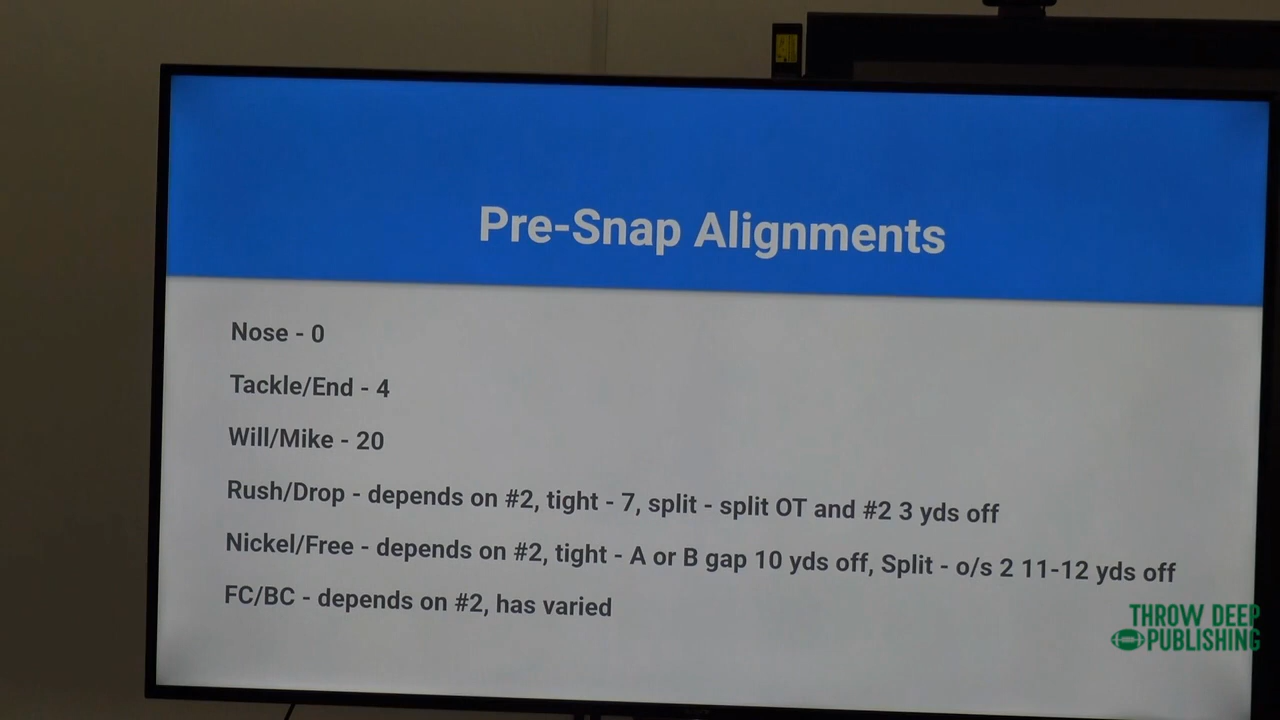 Pre-Snap Alignments
Nose - 0
Tackle/End - 4
Will/Mike - 20
Rush/Drop - depends on #2, tight - 7, split - split OT and #2 3 yds off
Nickel/Free - depends on #2, tight - A or B gap 10 yds off, Split - o/s 2 11-12 yds off
FC/BC - depends on #2, has varied
THROW DEEP
PUBLISHING